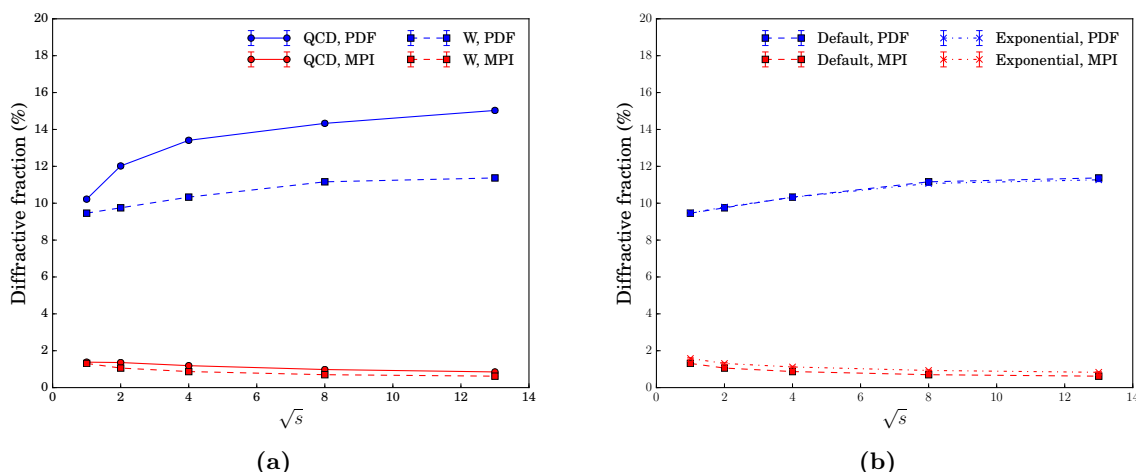 20
18
16
14
12
10
8
6
4
2
0
Diffractive fraction (%)
QCD, PDF
QCD, MPI
W, PDF
W, MPI
0 2 4 6 8 10 12 14
√s
(a)
20
18
16
14
12
10
8
6
4
2
0
Diffractive fraction (%)
Default, PDF
Default, MPI
Exponential, PDF
Exponential, MPI
0 2 4 6 8 10 12 14
√s
(b)